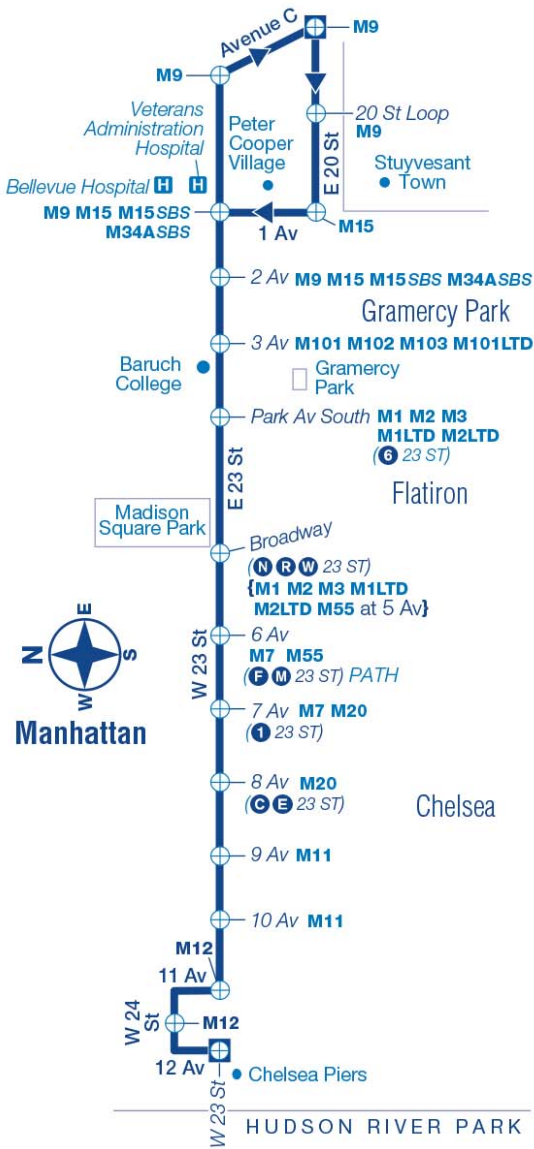 Avenue C
M9
M9
Veterans
Administration
Hospital
Peter
Cooper
Village
20 St Loop
M9
E 20 St
Stuyvesant
Town
Bellevue Hospital H H
M9 M15 M15SBS
M34ASBS
1 Av
M15
2 Av M9 M15 M15SBS M34ASBS
Gramercy Park
3 Av M101 M102 M103 M101LTD
Baruch
College
Gramercy
Park
Park Av South M1 M2 M3
M1LTD M2LTD
(6 23 ST)
E 23 St
Flatiron
Madison
Square Park
Broadway
(N R W 23 ST)
{M1 M2 M3 M1LTD
M2LTD M55 at 5 Av}
E
N S
W
Manhattan
W 23 St
6 Av
M7 M55
(F M 23 ST) PATH
7 Av M7 M20
(1 23 ST)
8 Av M20
(C E 23 ST)
Chelsea
9 Av M11
10 Av M11
M12
11 Av
W 24
St
M12
12 Av
W 23 St
Chelsea Piers
HUDSON RIVER PARK